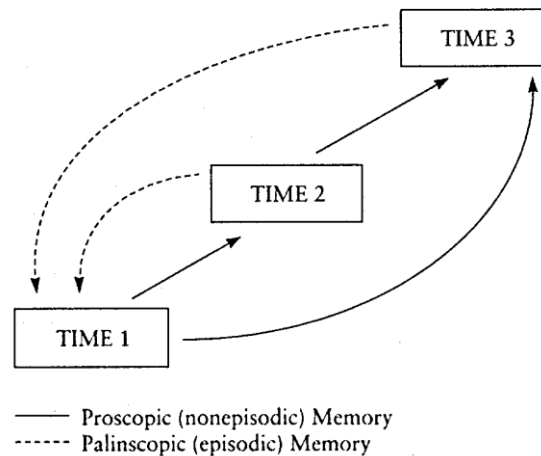 TIME 3
TIME 2
TIME 1
Proscopic (nonepisodic) Memory
Palinscopic (episodic) Memory